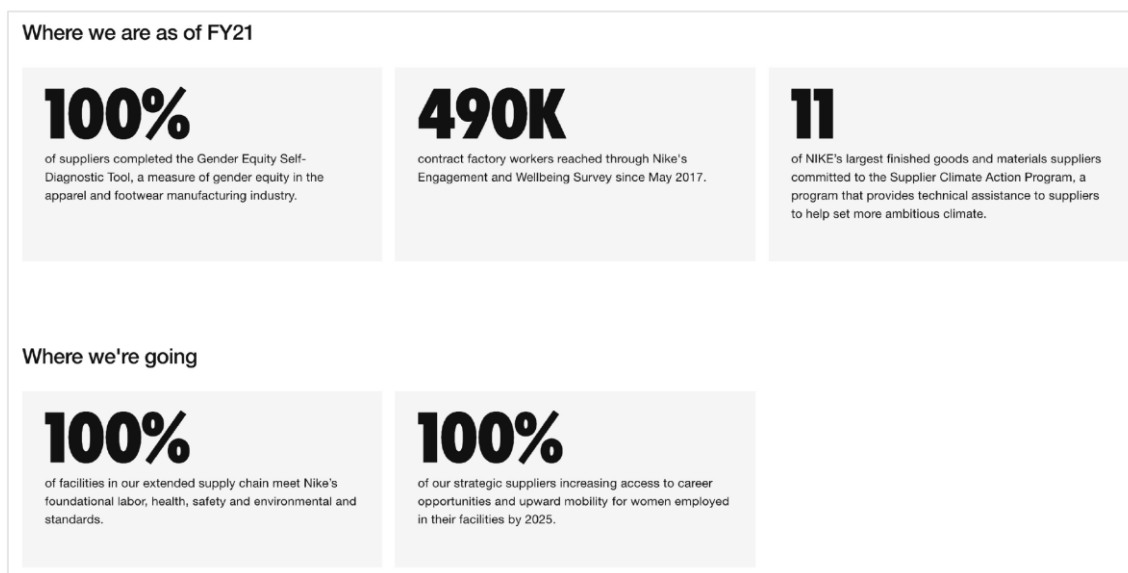 Where we are as of FY21
100%
of suppliers completed the Gender Equity Self-
Diagnostic Tool, a measure of gender equity in the
apparel and footwear manufacturing industry.
490K
contract factory workers reached through Nike's
Engagement and Wellbeing Survey since May 2017.
11
of NIKE's largest finished goods and materials suppliers
committed to the Supplier Climate Action Program, a
program that provides technical assistance to suppliers
to help set more ambitious climate.
Where we're going
100%
of facilities in our extended supply chain meet Nike's
foundational labor, health, safety and environmental and
standards.
100%
of our strategic suppliers increasing access to career
opportunities and upward mobility for women employed
in their facilities by 2025.